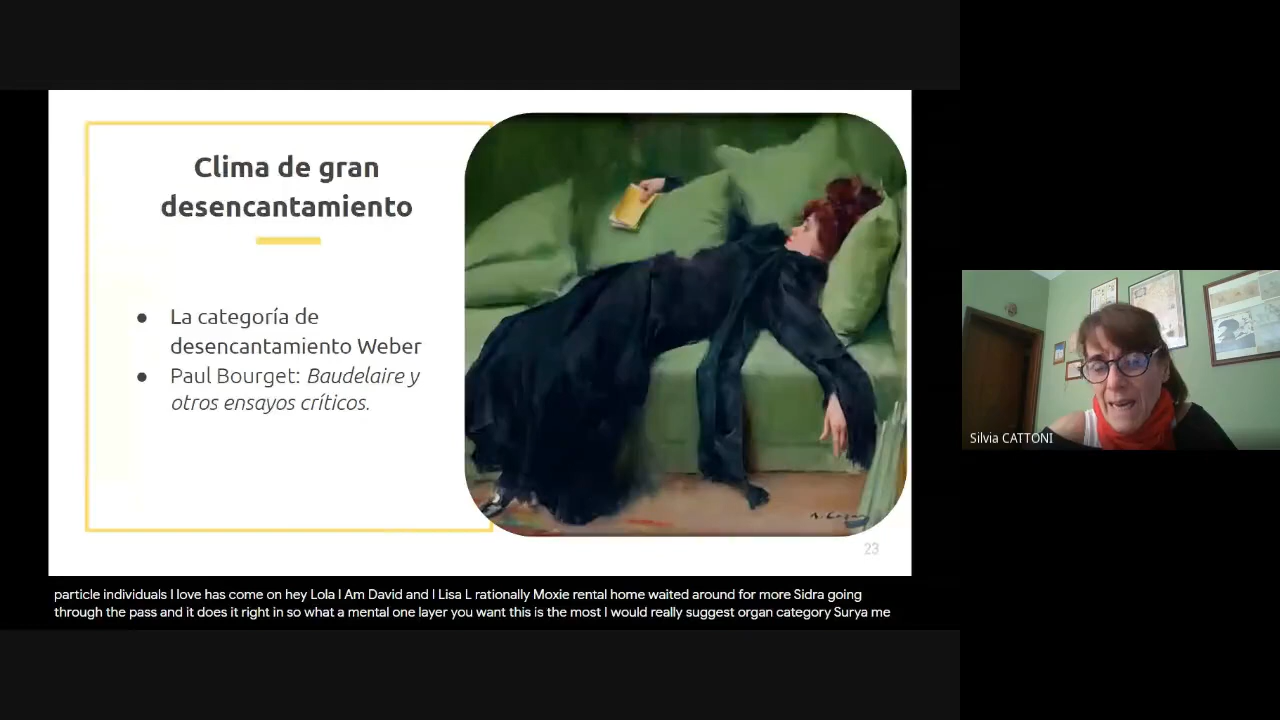 Clima de gran
desencantamiento
● La categoría de
desencantamiento Weber
● Paul Bourget: Baudelaire y
otros ensayos críticos.
23
Silvia CATTONI
particle individuals I love has come on hey Lola I Am David and I Lisa L rationally Moxie rental home waited around for more Sidra going
through the pass and it does it right in so what a mental one layer you want this is the most I would really suggest organ category Surya me